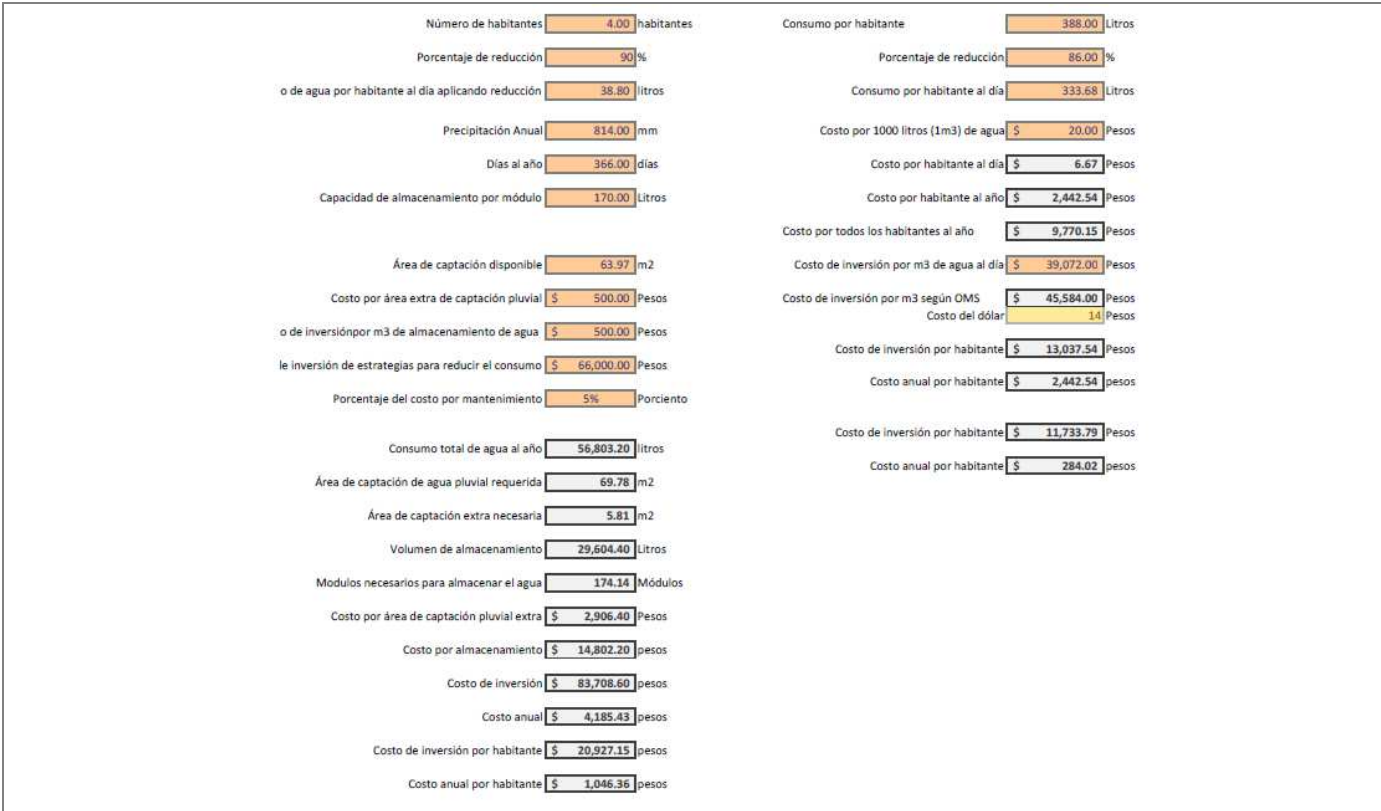 Número de habitantes 4.00 habitantes
Porcentaje de reducción 90 %
o de agua por habitante al día aplicando reducción 38.80 litros
Precipitación Anual 814.00 mm
Días al año 366.00 días
Capacidad de almacenamiento por módulo 170.00 Litros
Área de captación disponible 63.97 m2
Costo por área extra de captación pluvial $ 500.00 Pesos
o de inversiónpor m3 de almacenamiento de agua $ 500.00 Pesos
le inversión de estrategias para reducir el consumo $ 66,000.00 Pesos
Porcentaje del costo por mantenimiento 5% Porciento
Consumo total de agua al año 56,803.20 litros
Área de captación de agua pluvial requerida 69.78 m2
Área de captación extra necesaria 5.81 m2
Volumen de almacenamiento 29,604.40 Litros
Modulos necesarios para almacenar el agua 174.14 Módulos
Costo por área de captación pluvial extra $ 2,906.40 Pesos
Costo por almacenamiento $ 14,802.20 pesos
Costo de inversión $ 83,708.60 pesos
Costo anual $ 4,185.43 pesos
Costo de inversión por habitante $ 20,927.15 pesos
Costo anual por habitante $ 1,046.36 pesos
Consumo por habitante 388.00 Litros
Porcentaje de reducción 86.00 %
Consumo por habitante al día 333.68 Litros
Costo por 1000 litros (1m3) de agua $ 20.00 Pesos
Costo por habitante al día $ 6.67 Pesos
Costo por habitante al año $ 2,442.54 Pesos
Costo por todos los habitantes al año $ 9,770.15 Pesos
Costo de inversión por m3 de agua al día $ 39,072.00 Pesos
Costo de inversión por m3 según OMS $ 45,584.00 Pesos
Costo del dólar 14 Pesos
Costo de inversión por habitante $ 13,037.54 Pesos
Costo anual por habitante $ 2,442.54 pesos
Costo de inversión por habitante $ 11,733.79 Pesos
Costo anual por habitante $ 284.02 pesos